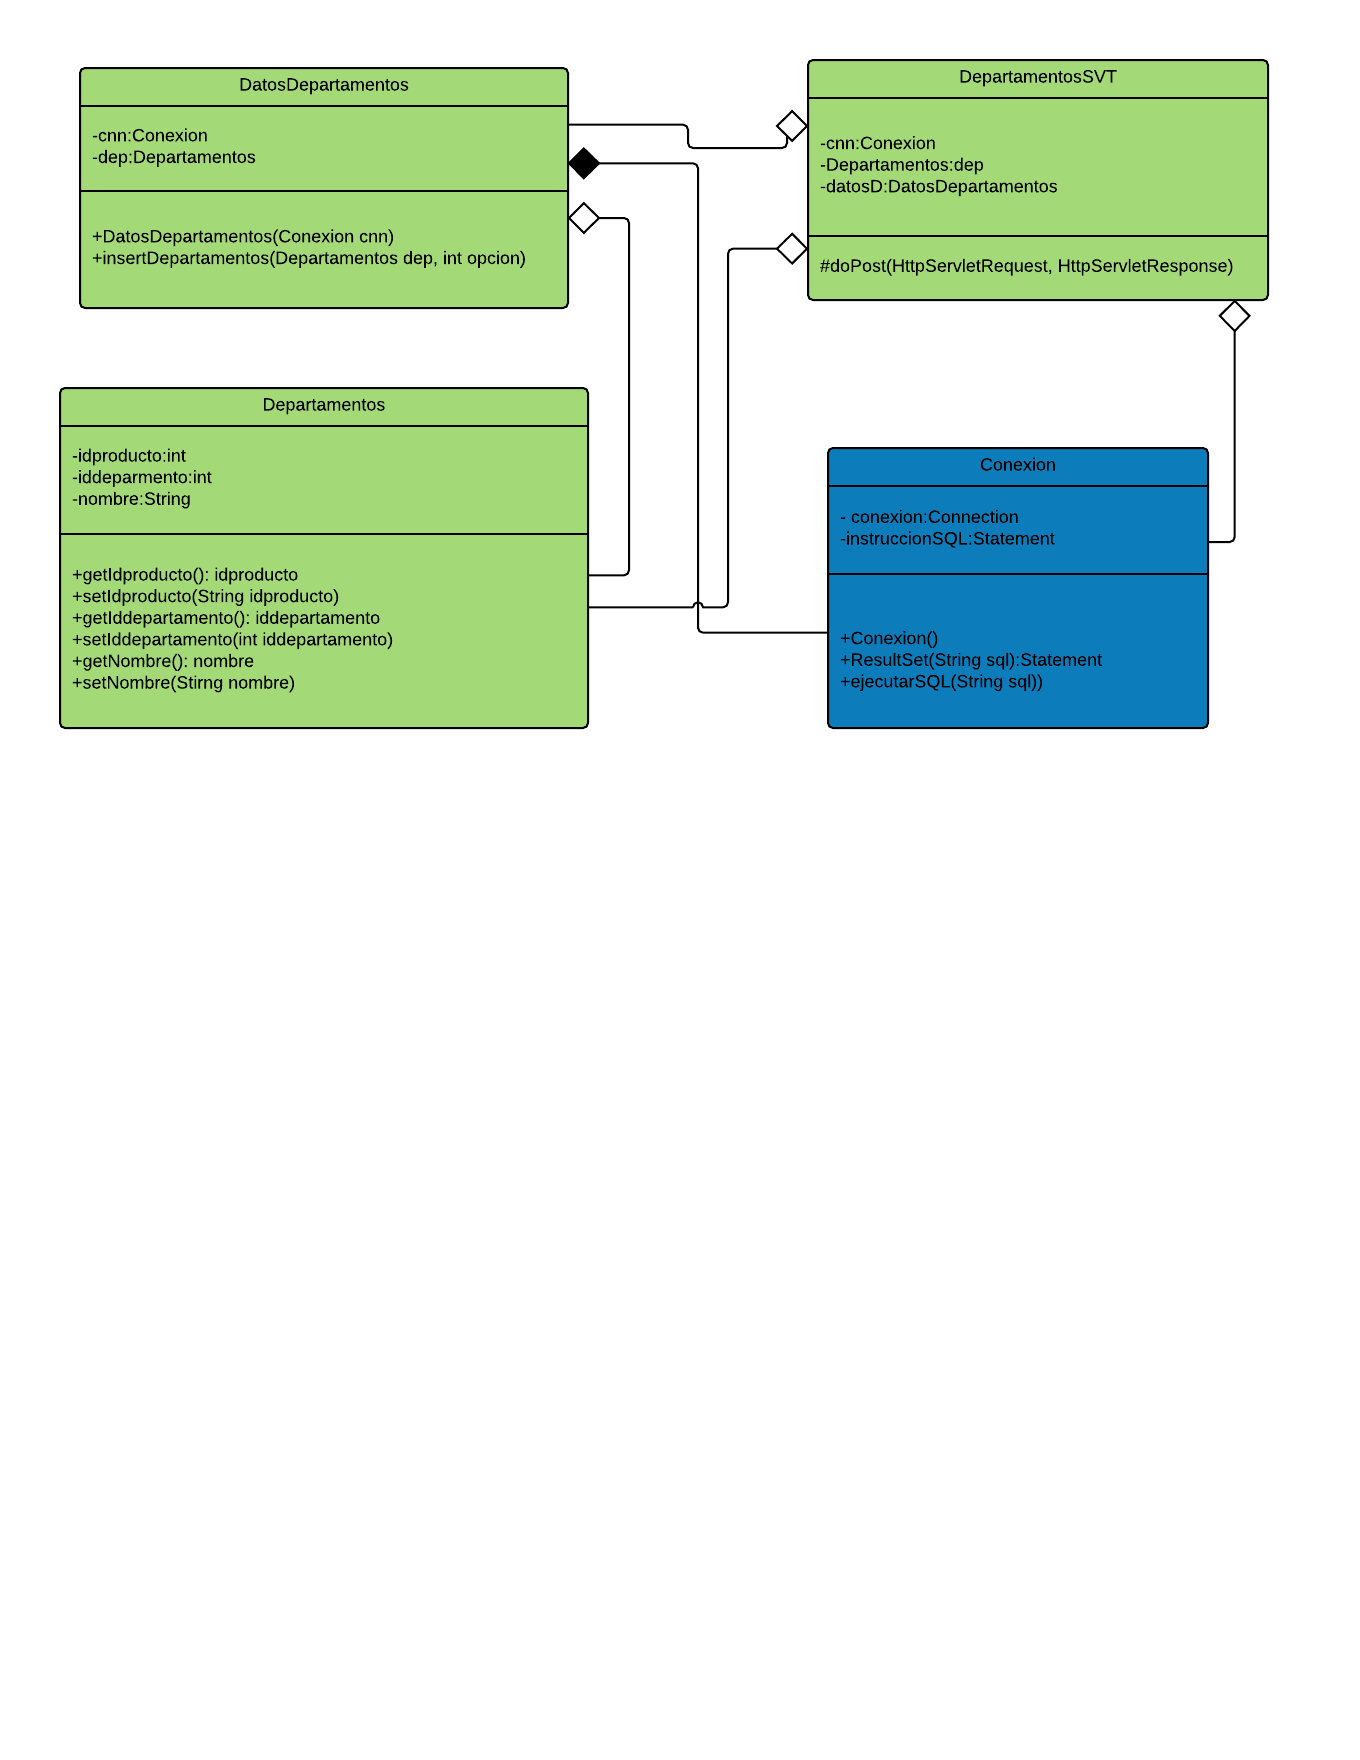 DatosDepartamentos
-cnn:Conexion
-dep:Departamentos
+DatosDepartamentos(Conexion cnn)
+insertDepartamentos(Departamentos dep, int opcion)
DepartamentosSVT
-cnn:Conexion
-Departamentos:dep
-datosD:DatosDepartamentos
#doPost(HttpServletRequest, HttpServletResponse)
Departamentos
-idproducto:int
-iddeparmento:int
-nombre:String
+getIdproducto(): idproducto
+setIdproducto(String idproducto)
+getIddepartamento(): iddepartamento
+setIddepartamento(int iddepartamento)
+getNombre(): nombre
+setNombre(Stirng nombre)
Conexion
- conexion:Connection
-instruccionSQL:Statement
+Conexion()
+ResultSet(String sql):Statement
+ejecutarSQL(String sql))